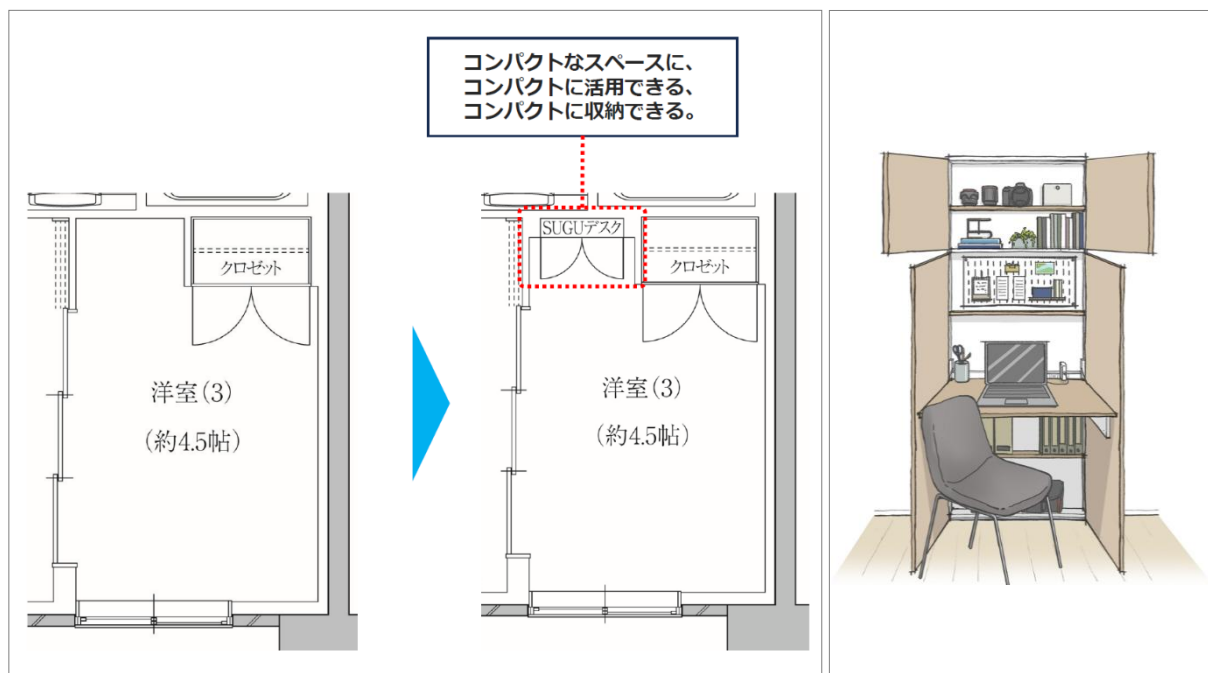 コンパクトなスペースに、
コンパクトに活用できる、
コンパクトに収納できる。
クロゼット
洋室(3)
(約4.5帖)
SUGUデスク
クロゼット
洋室(3)
(約4.5帖)